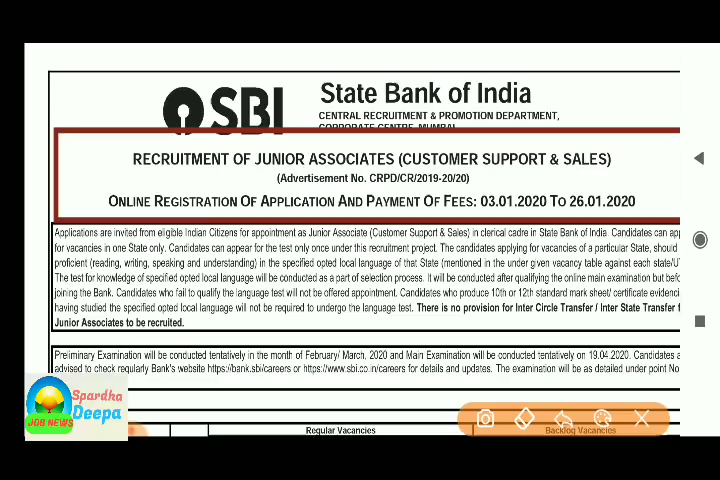 SBI
State Bank of India
CENTRAL RECRUITMENT & PROMOTION DEPARTMENT,
CORPORATE CENTRE, MUMBAI
RECRUITMENT OF JUNIOR ASSOCIATES (CUSTOMER SUPPORT & SALES)
(Advertisement No. CRPD/CR/2019-20/20)
ONLINE REGISTRATION OF APPLICATION AND PAYMENT OF FEES: 03.01.2020 TO 26.01.2020
Applications are invited from eligible Indian Citizens for appointment as Junior Associate (Customer Support & Sales) in clerical cadre in State Bank of India. Candidates can
for vacancies in one State only. Candidates can appear for the test only once under this recruitment project. The candidates applying for vacancies of a particular State, should
proficient (reading, writing, speaking and understanding) in the specified opted local language of that State (mentioned in the under given vacancy table against each
The test for knowledge of specified opted local language will be conducted as a part of selection process. It will be conducted after qualifying the online main examination but
joining the Bank. Candidates who fail to qualify the language test will not be offered appointment. Candidates who produce 10th or 12th standard mark sheet/ certificate
having studied the specified opted local language will not be required to undergo the language test. There is no provision for Inter Circle Transfer / Inter State Transfer
Junior Associates to be recruited.
Preliminary Examination will be conducted tentatively in the month of February/ March, 2020 and Main Examination will be conducted tentatively on 19.04.2020. Candidates
advised to check regularly Bank's website https://bank.sbi/careers or https://www.sbi.co.in/careers for details and updates. The examination will be as detailed under point No
Spardha
Deepa
JOB NEWS
Regular Vacancies
Backlog Vacancies